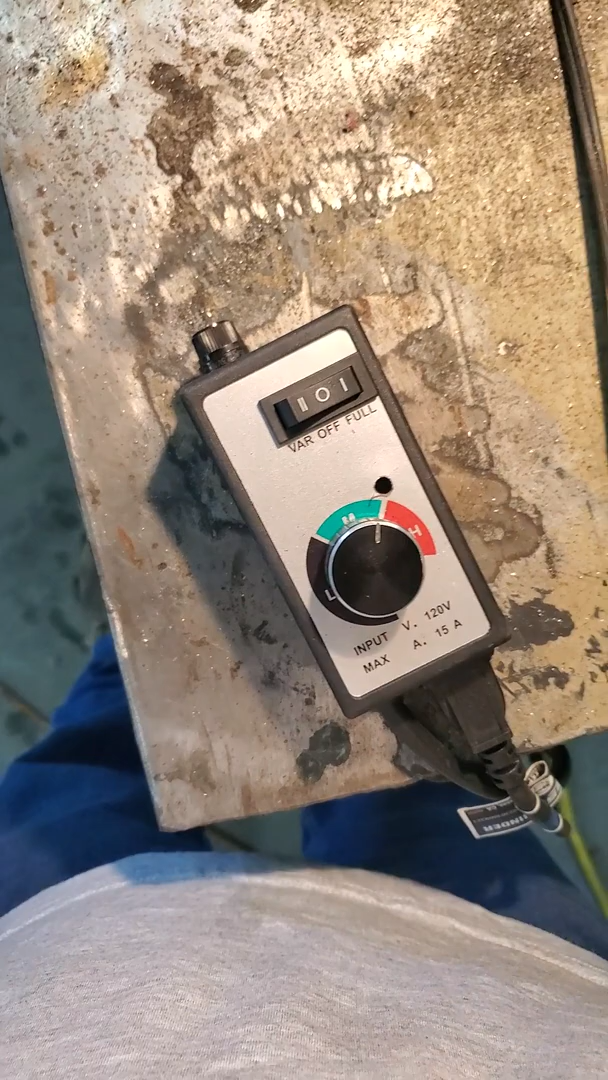 II O I
VAR OFF FULL
M
H
L
INPUT V. 120V
MAX A. 15 A